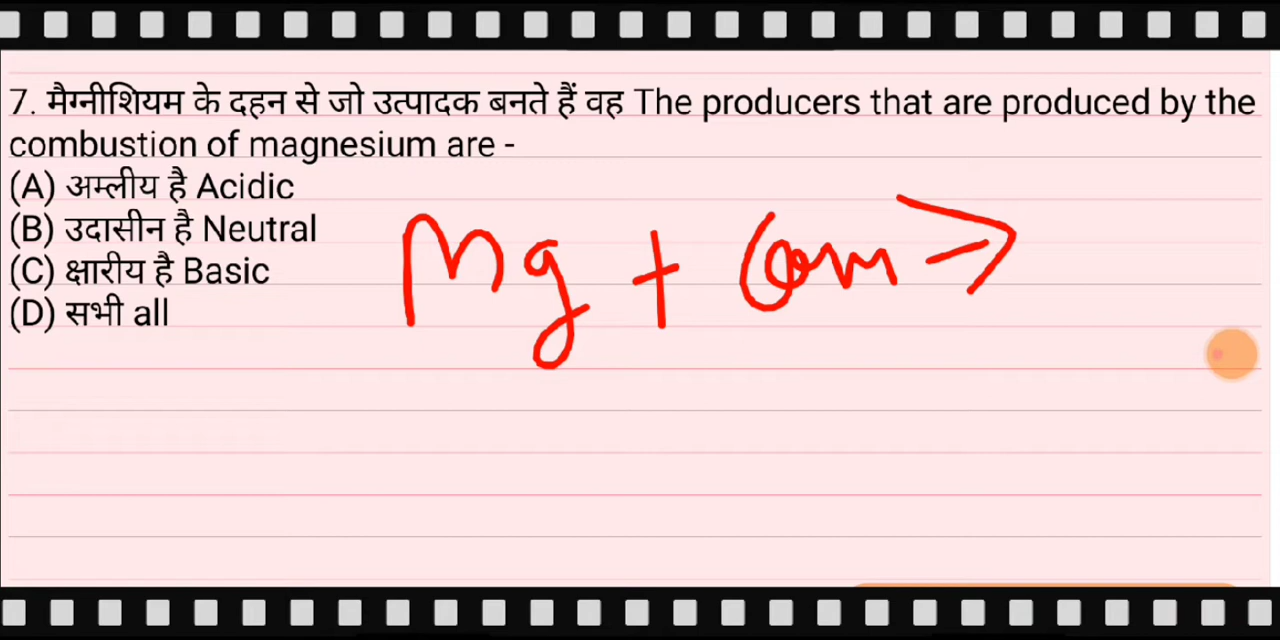 7. मैग्नीशियम के दहन से जो उत्पादक बनते हैं वह The producers that are produced by the
combustion of magnesium are -
(A) अम्लीय है Acidic
(B) उदासीन है Neutral
(C) क्षारीय है Basic
(D) सभी all
Mg + Com →